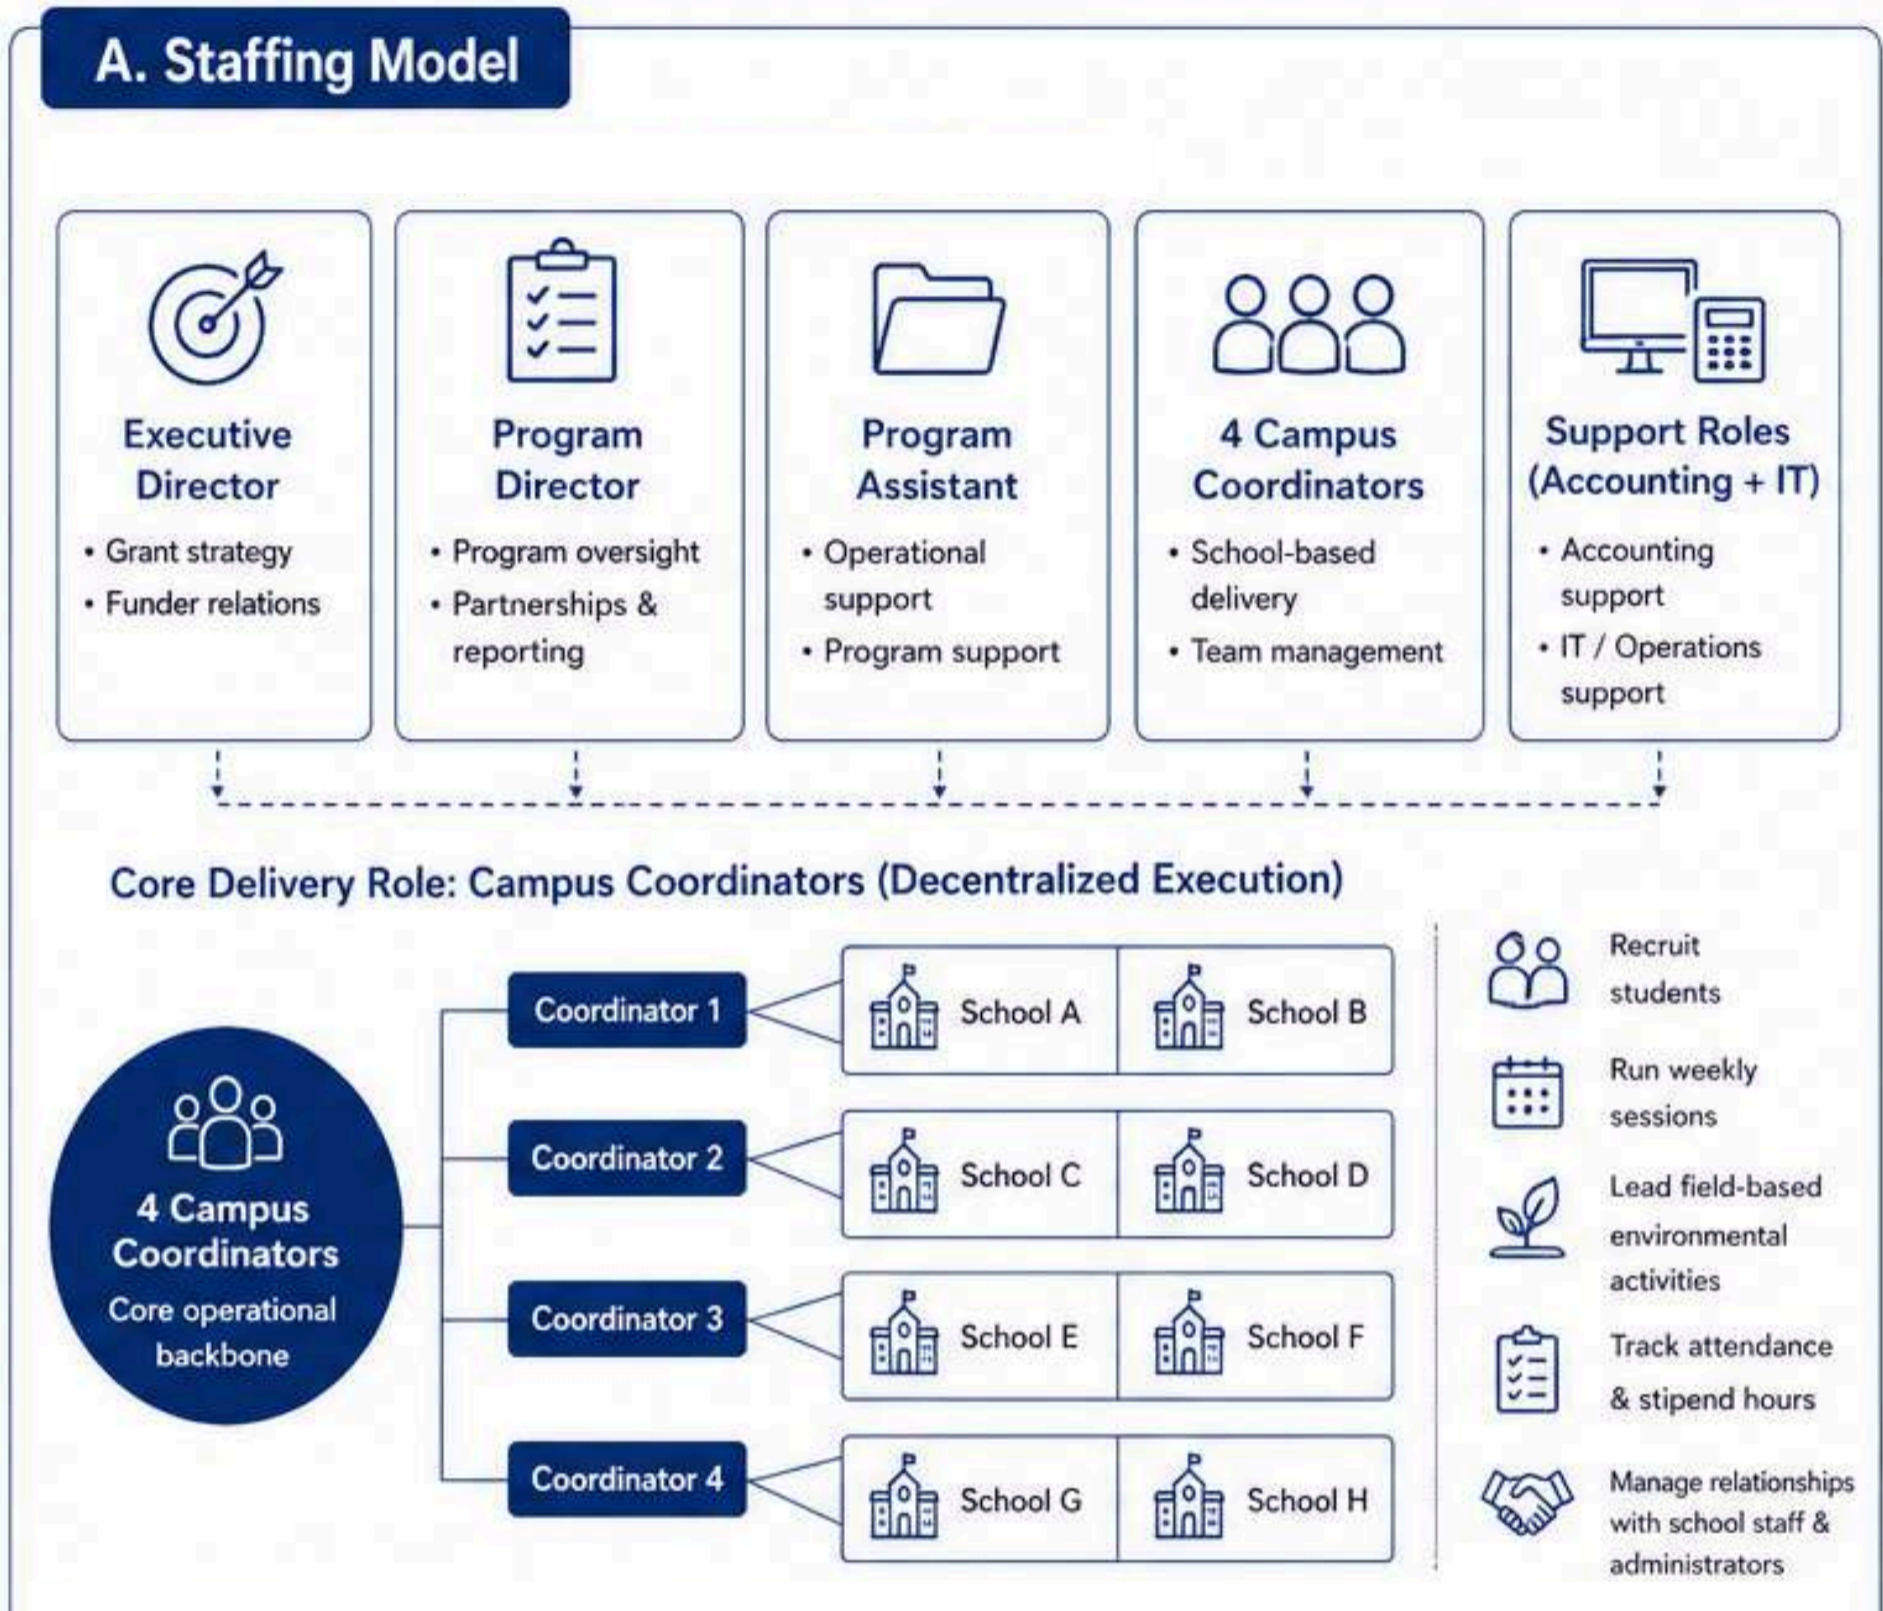 A. Staffing Model
Executive
Director
• Grant strategy
• Funder relations
Program
Director
• Program oversight
• Partnerships &
reporting
Program
Assistant
• Operational
support
• Program support
4 Campus
Coordinators
• School-based
delivery
• Team management
Support Roles
(Accounting + IT)
• Accounting
support
• IT / Operations
support
Core Delivery Role: Campus Coordinators (Decentralized Execution)
4 Campus
Coordinators
Core operational
backbone
Coordinator 1
School A
School B
Coordinator 2
School C
School D
Coordinator 3
School E
School F
Coordinator 4
School G
School H
Recruit
students
Run weekly
sessions
Lead field-based
environmental
activities
Track attendance
& stipend hours
Manage relationships
with school staff &
administrators